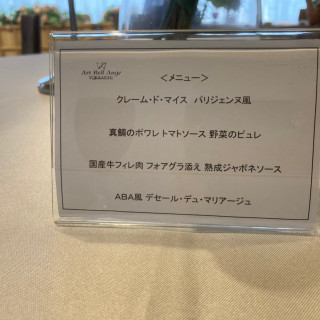 Art Bell Ange
YOKKAICHI
＜メニュー＞
クレーム・ド・マイス パリジェンヌ風
真鯛のポワレ トマトソース 野菜のピュレ
国産牛フィレ肉 フォアグラ添え 熟成ジャポネソース
ＡＢＡ風 デセール・デュ・マリアージュ